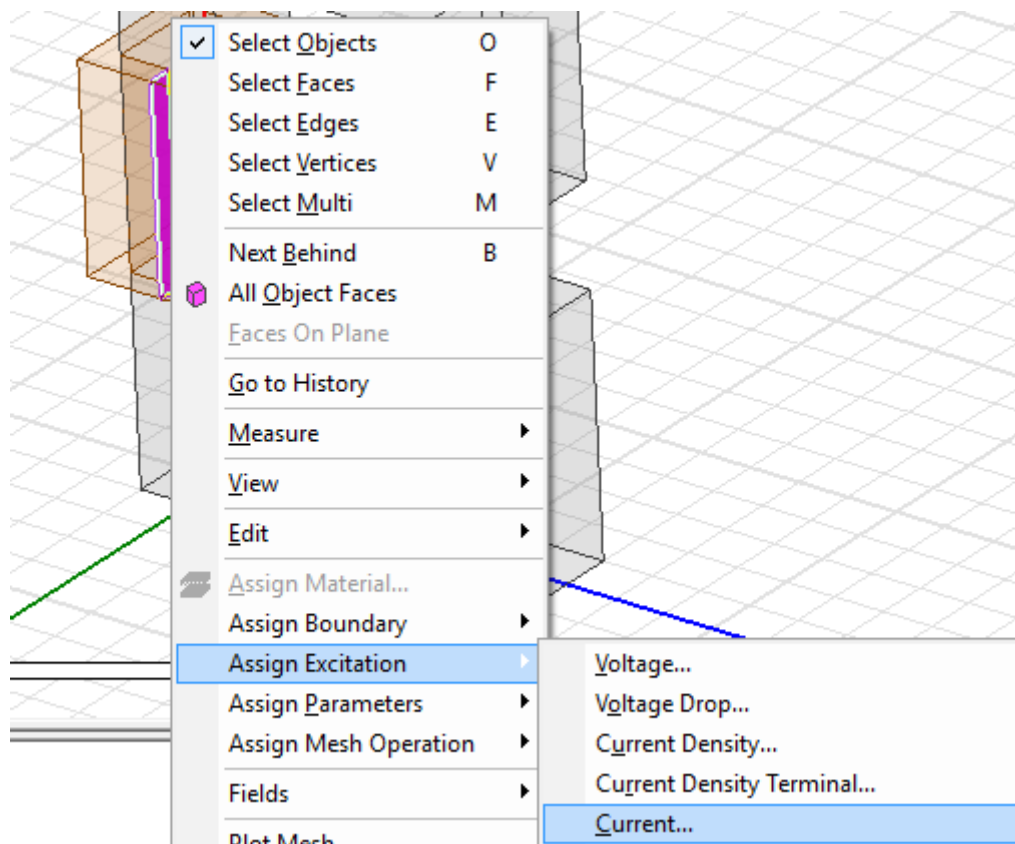 Select Objects O
Select Faces F
Select Edges E
Select Vertices V
Select Multi M
Next Behind B
All Object Faces
Faces On Plane
Go to History
Measure
View
Edit
Assign Material...
Assign Boundary
Assign Excitation
Voltage...
Assign Parameters
Voltage Drop...
Assign Mesh Operation
Current Density...
Fields
Current Density Terminal...
Plot Mesh
Current...